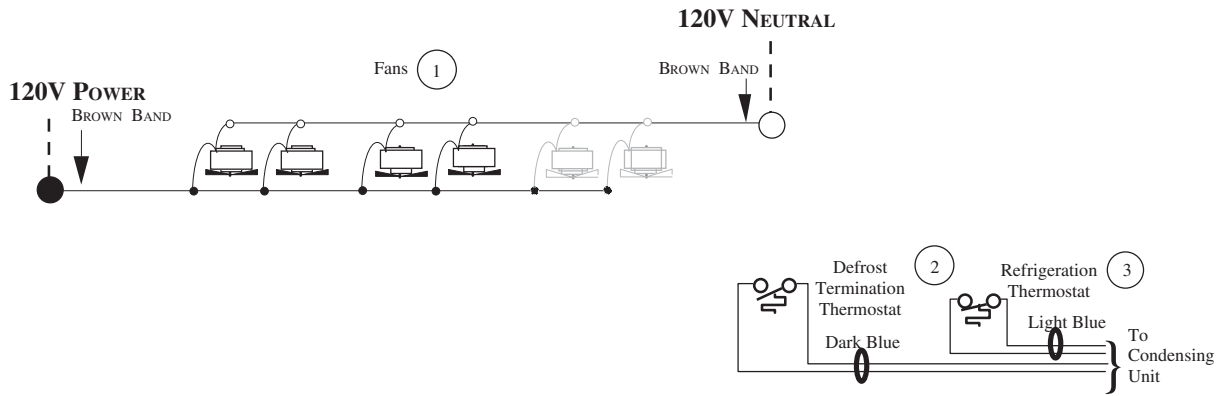 120V NEUTRAL
Fans 1
BROWN BAND
120V POWER
BROWN BAND
Defrost
Termination
Thermostat
2
Refrigeration
Thermostat
3
Light Blue
Dark Blue
To
Condensing
Unit